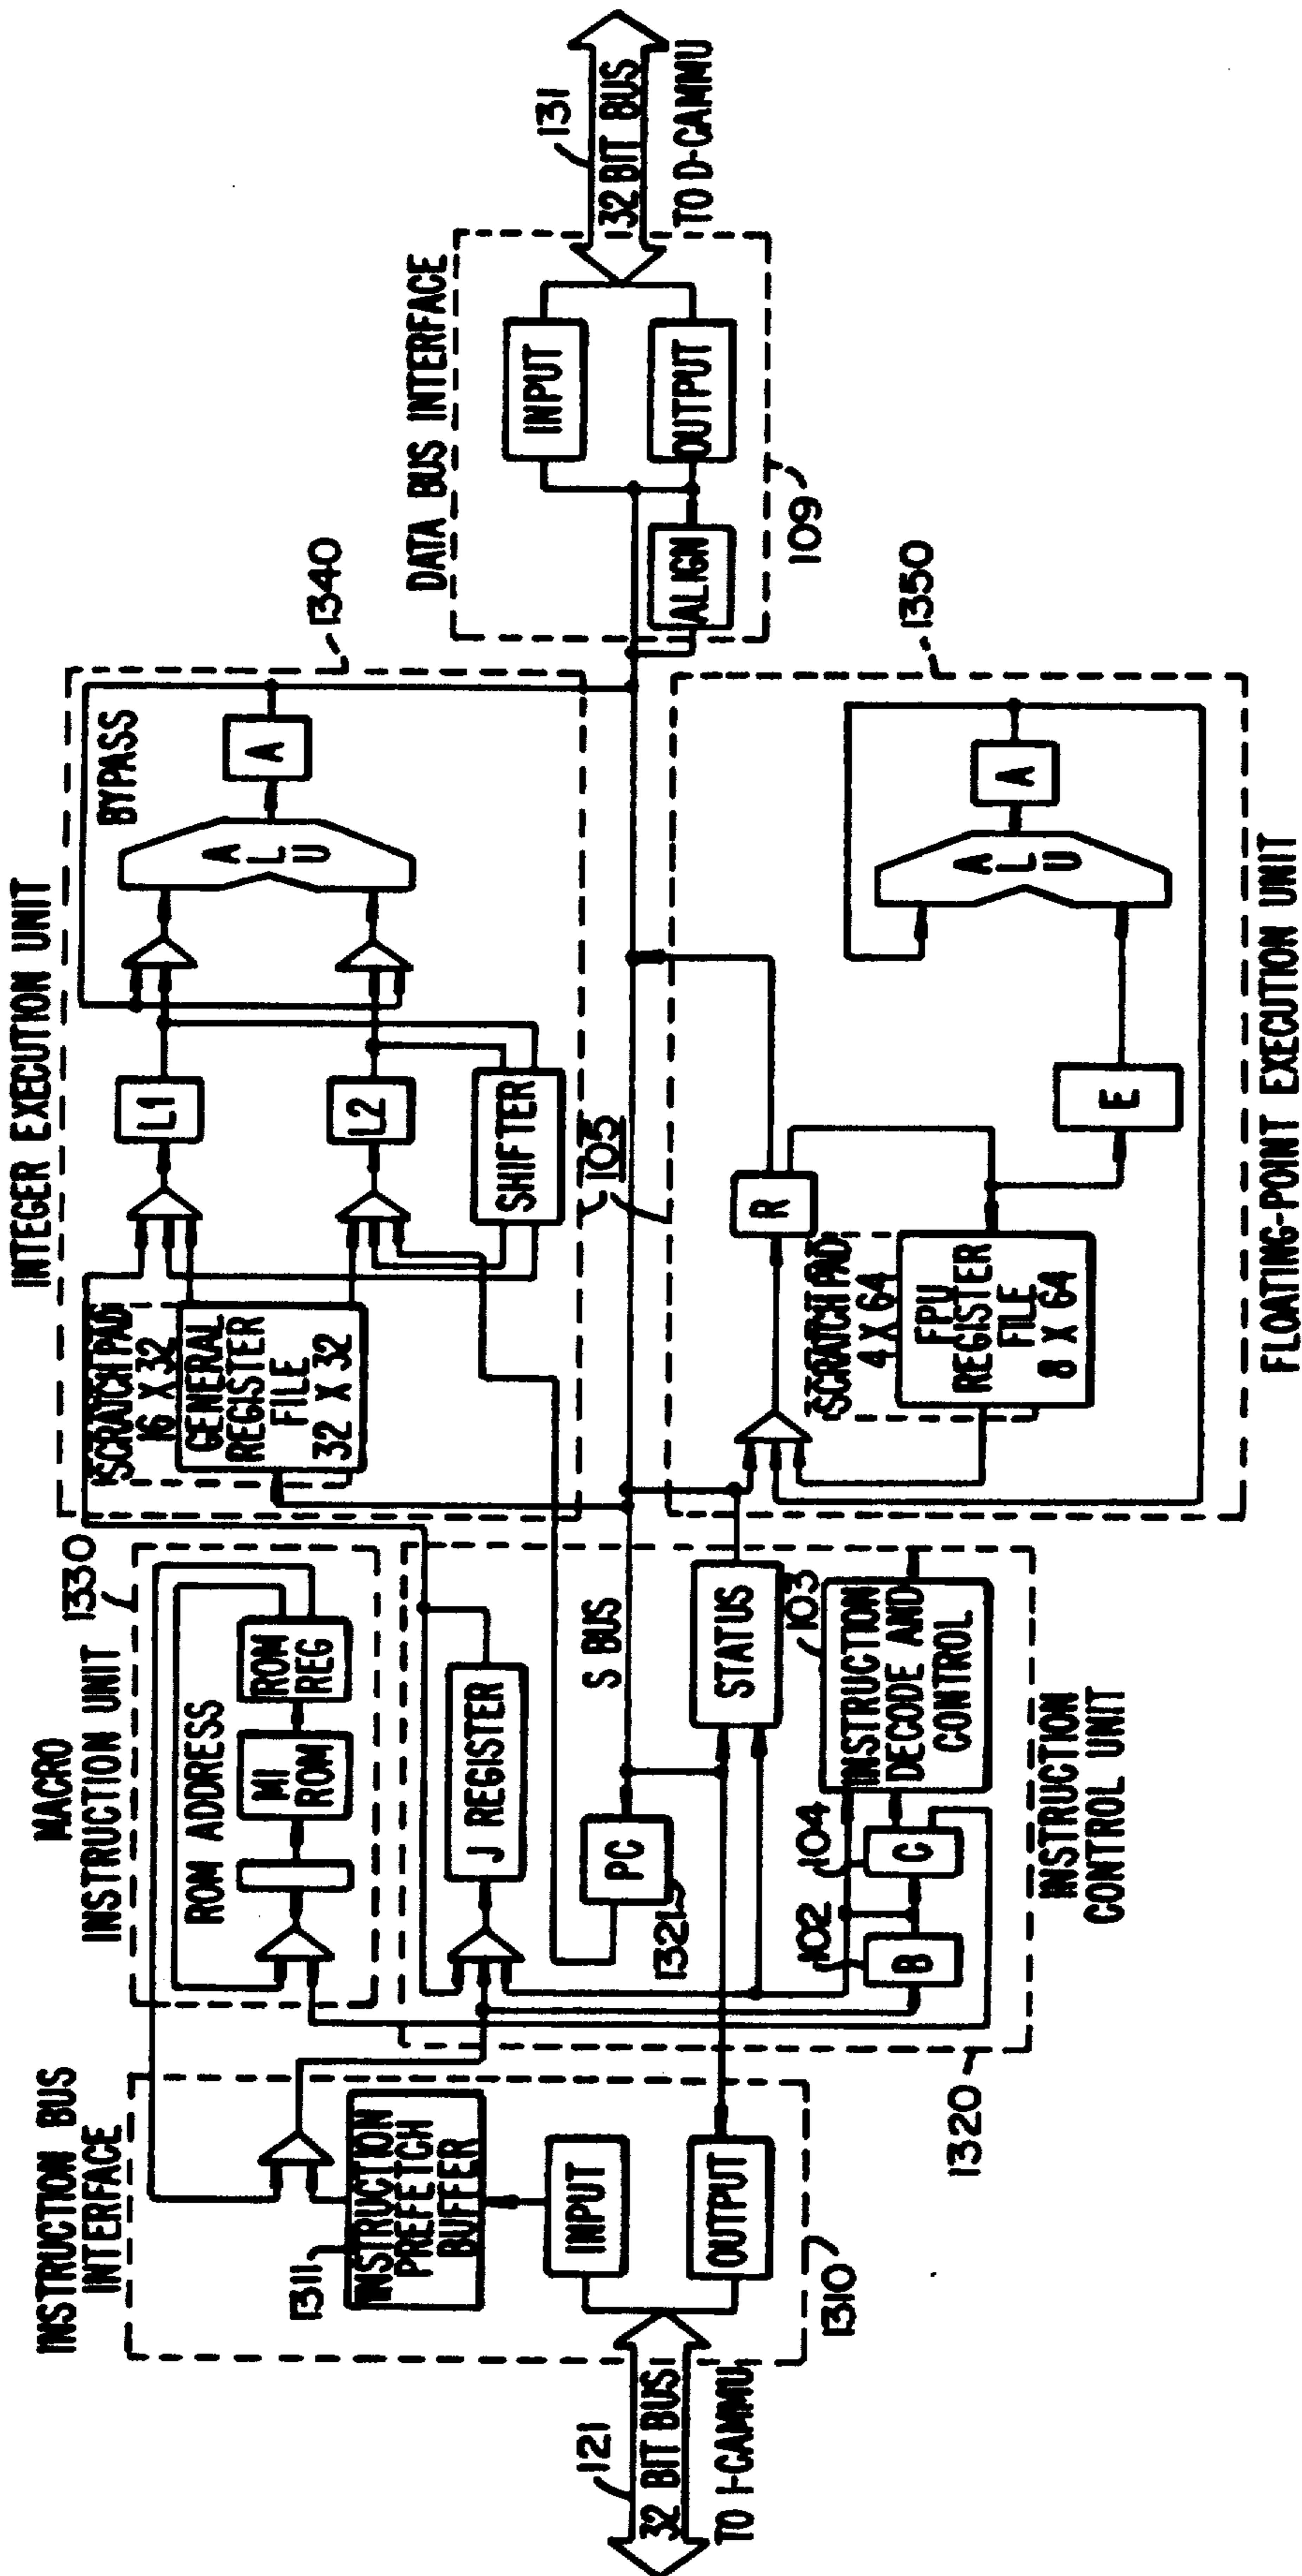 INSTRUCTION BUS
INTERFACE
121
32 BIT BUS
TO I-CAMMU
1311
INSTRUCTION
PREFETCH
BUFFER
INPUT
OUTPUT
1310
MACRO
INSTRUCTION UNIT
1330
ROM ADDRESS
MI
ROM
ROM
REG
J REGISTER
S BUS
PC
1321
STATUS
103
102
B
104
C
INSTRUCTION
DECODE AND
CONTROL
1320
INSTRUCTION
CONTROL UNIT
INTEGER EXECUTION UNIT
SCRATCH PAD
16 X 32
GENERAL
REGISTER
FILE
32 X 32
L1
L2
SHIFTER
BYPASS
ALU
A
1340
105
SCRATCH PAD
4 X 64
FPU
REGISTER
FILE
8 X 64
R
E
ALU
A
1350
FLOATING-POINT EXECUTION UNIT
DATA BUS INTERFACE
INPUT
OUTPUT
ALIGN
109
131
32 BIT BUS
TO D-CAMMU